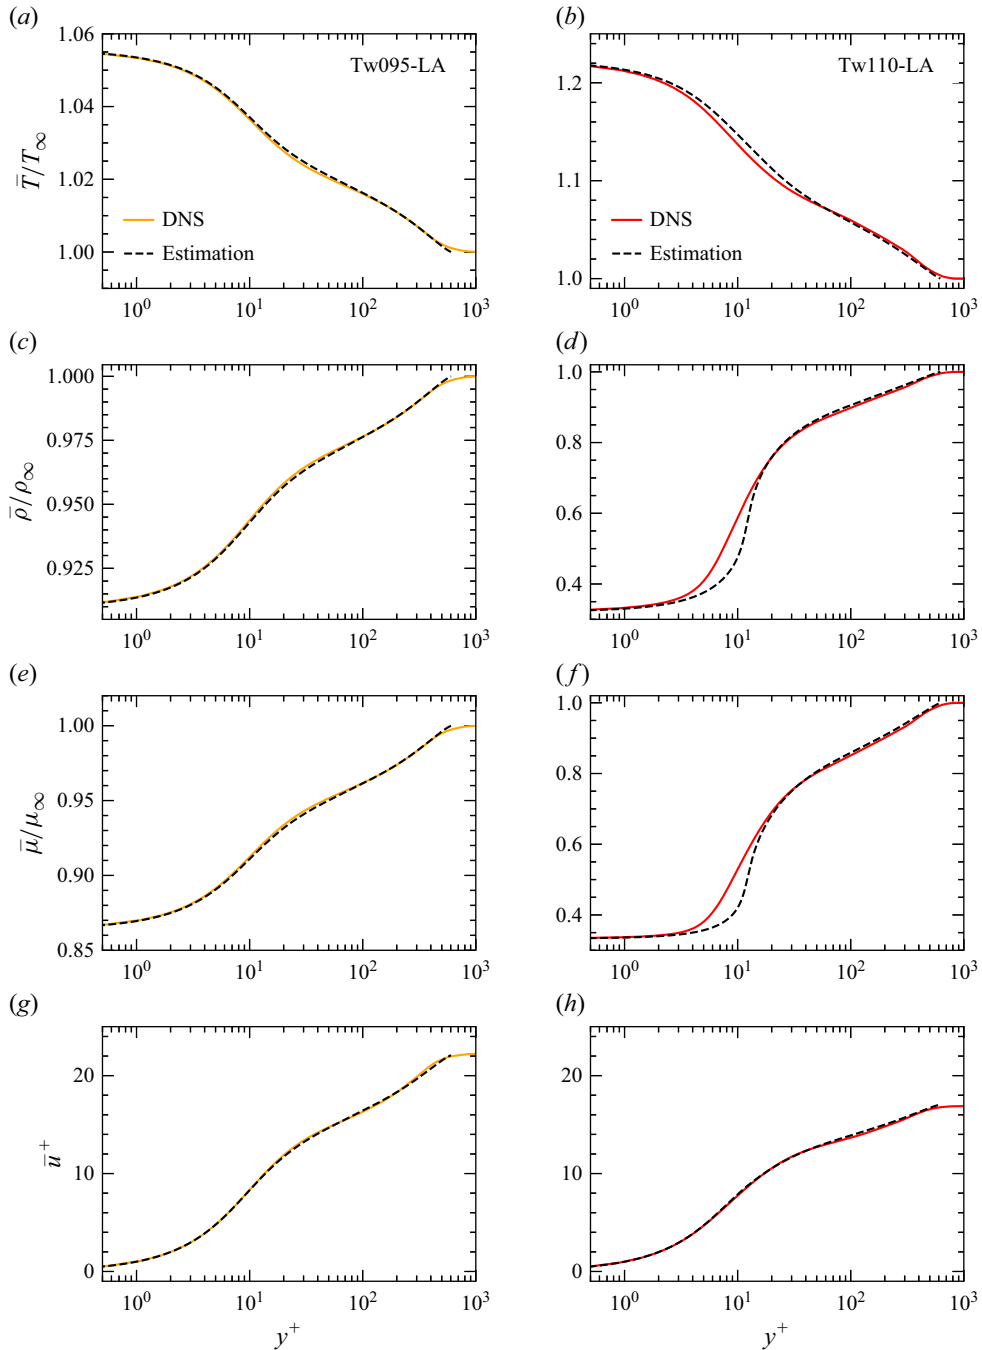 (a)
(b)
1.06
1.04
1.02
1.00
T̄/T∞
Tw095-LA
DNS
Estimation
10⁰ 10¹ 10² 10³
1.2
1.1
1.0
Tw110-LA
DNS
Estimation
10⁰ 10¹ 10² 10³
(c)
(d)
1.000
0.975
0.950
0.925
ρ̄/ρ∞
10⁰ 10¹ 10² 10³
1.0
0.8
0.6
0.4
10⁰ 10¹ 10² 10³
(e)
(f)
1.00
0.95
0.90
0.85
μ̄/μ∞
10⁰ 10¹ 10² 10³
1.0
0.8
0.6
0.4
10⁰ 10¹ 10² 10³
(g)
(h)
20
10
0
ū⁺
10⁰ 10¹ 10² 10³
y⁺
20
10
0
10⁰ 10¹ 10² 10³
y⁺